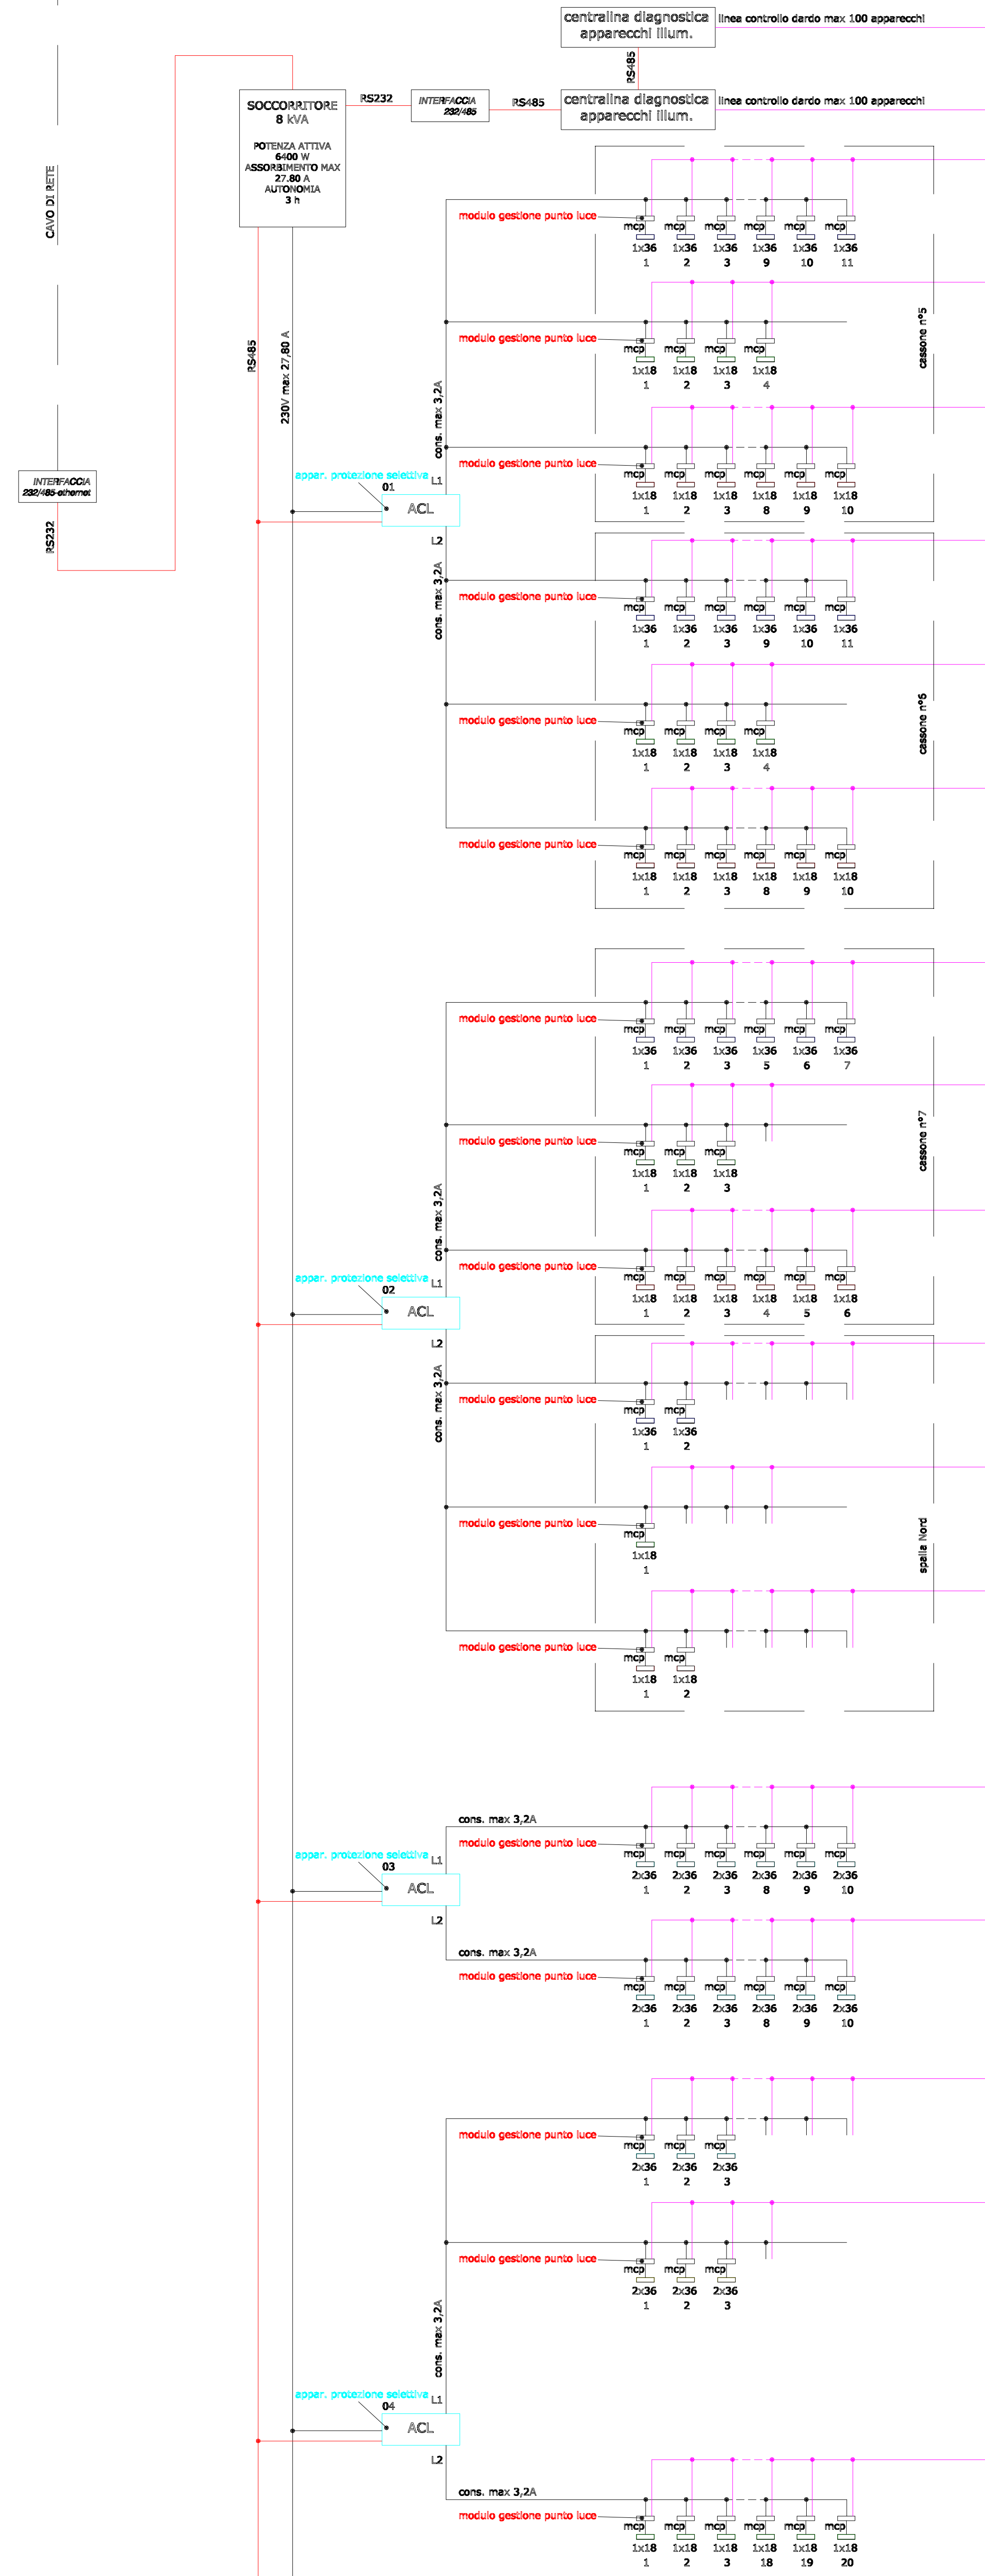 centralina diagnostica
apparecchi illum.
linea controllo dardo max 100 apparecchi
RS485
SOCCORRITORE
8 kVA
POTENZA ATTIVA
6400 W
ASSORBIMENTO MAX
27.80 A
AUTONOMIA
3 h
RS232
INTERFACCIA
232/485
RS485
centralina diagnostica
apparecchi illum.
linea controllo dardo max 100 apparecchi
CAVO DI RETE
INTERFACCIA
232/485-ethernet
RS232
RS485
230V max 27,80 A
modulo gestione punto luce
mcp mcp mcp mcp mcp mcp
1x36 1x36 1x36 1x36 1x36 1x36
1 2 3 9 10 11
modulo gestione punto luce
mcp mcp mcp mcp
1x18 1x18 1x18 1x18
1 2 3 4
cassone n°5
cons. max 3,2A
modulo gestione punto luce
mcp mcp mcp mcp mcp mcp
1x18 1x18 1x18 1x18 1x18 1x18
1 2 3 8 9 10
appar. protezione selettiva
01
L1
ACL
L2
cons. max 3,2A
modulo gestione punto luce
mcp mcp mcp mcp mcp mcp
1x36 1x36 1x36 1x36 1x36 1x36
1 2 3 9 10 11
modulo gestione punto luce
mcp mcp mcp mcp
1x18 1x18 1x18 1x18
1 2 3 4
cassone n°6
modulo gestione punto luce
mcp mcp mcp mcp mcp mcp
1x18 1x18 1x18 1x18 1x18 1x18
1 2 3 8 9 10
modulo gestione punto luce
mcp mcp mcp mcp mcp mcp
1x36 1x36 1x36 1x36 1x36 1x36
1 2 3 5 6 7
modulo gestione punto luce
mcp mcp mcp
1x18 1x18 1x18
1 2 3
cassone n°7
cons. max 3,2A
modulo gestione punto luce
mcp mcp mcp mcp mcp mcp
1x18 1x18 1x18 1x18 1x18 1x18
1 2 3 4 5 6
appar. protezione selettiva
02
L1
ACL
L2
cons. max 3,2A
modulo gestione punto luce
mcp mcp
1x36 1x36
1 2
modulo gestione punto luce
mcp
1x18
1
spalla Nord
modulo gestione punto luce
mcp mcp
1x18 1x18
1 2
cons. max 3,2A
modulo gestione punto luce
mcp mcp mcp mcp mcp mcp
2x36 2x36 2x36 2x36 2x36 2x36
1 2 3 8 9 10
appar. protezione selettiva
03
L1
ACL
L2
cons. max 3,2A
modulo gestione punto luce
mcp mcp mcp mcp mcp mcp
2x36 2x36 2x36 2x36 2x36 2x36
1 2 3 8 9 10
modulo gestione punto luce
mcp mcp mcp
2x36 2x36 2x36
1 2 3
modulo gestione punto luce
mcp mcp mcp
2x36 2x36 2x36
1 2 3
cons. max 3,2A
appar. protezione selettiva
04
L1
ACL
L2
cons. max 3,2A
modulo gestione punto luce
mcp mcp mcp mcp mcp mcp
1x18 1x18 1x18 1x18 1x18 1x18
1 2 3 18 19 20